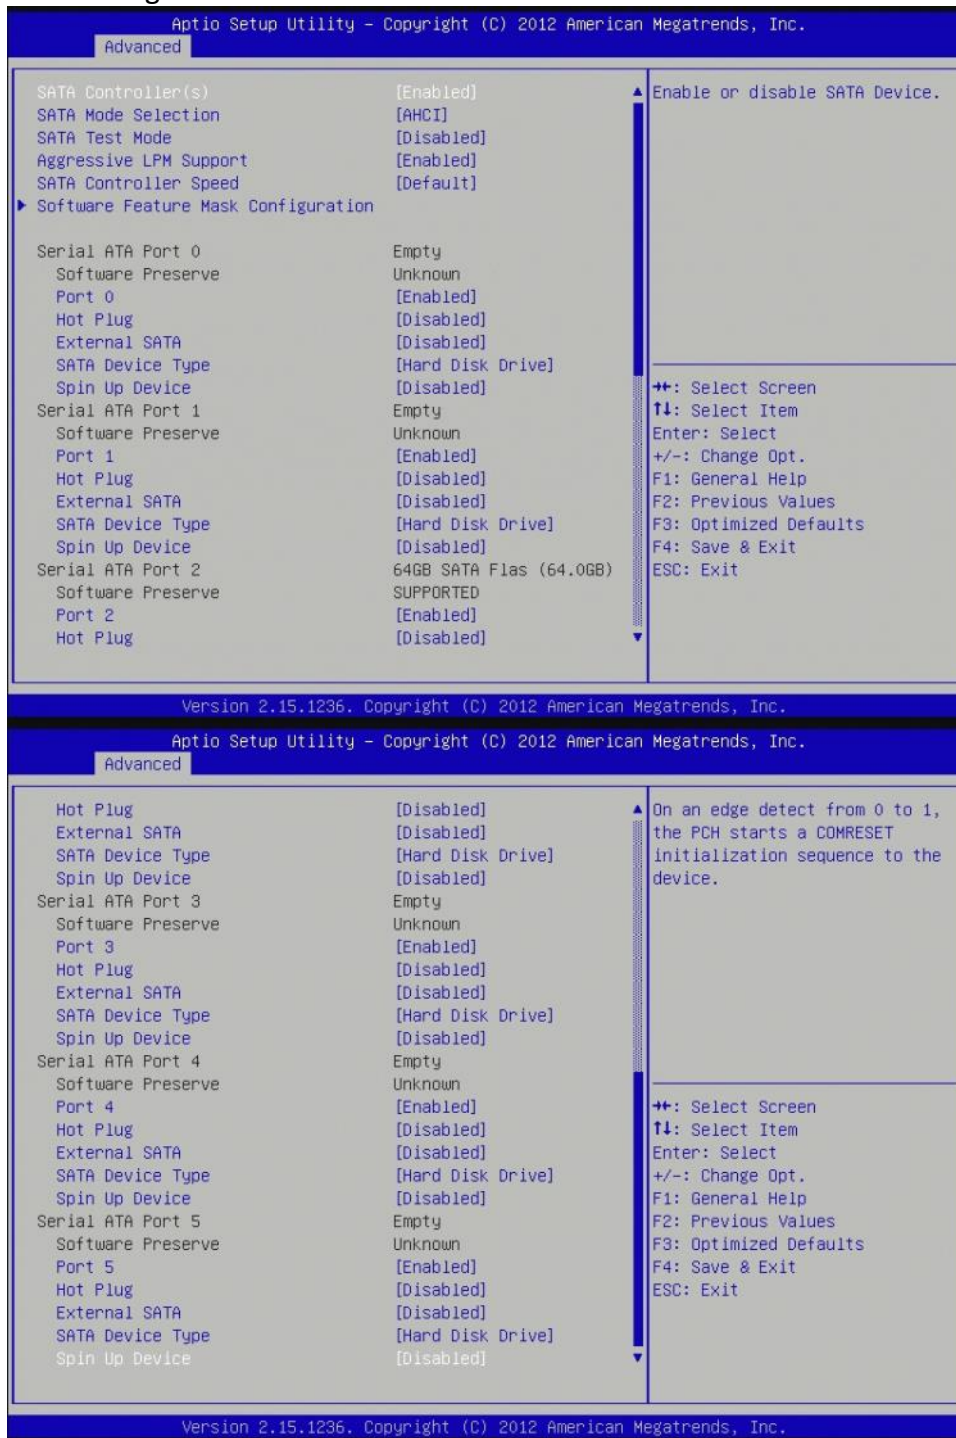 Aptio Setup Utility – Copyright (C) 2012 American Megatrends, Inc.
Advanced
SATA Controller(s) [Enabled]
SATA Mode Selection [AHCI]
SATA Test Mode [Disabled]
Aggressive LPM Support [Enabled]
SATA Controller Speed [Default]
Software Feature Mask Configuration
Serial ATA Port 0 Empty
Software Preserve Unknown
Port 0 [Enabled]
Hot Plug [Disabled]
External SATA [Disabled]
SATA Device Type [Hard Disk Drive]
Spin Up Device [Disabled]
Serial ATA Port 1 Empty
Software Preserve Unknown
Port 1 [Enabled]
Hot Plug [Disabled]
External SATA [Disabled]
SATA Device Type [Hard Disk Drive]
Spin Up Device [Disabled]
Serial ATA Port 2 64GB SATA Flas (64.0GB)
Software Preserve SUPPORTED
Port 2 [Enabled]
Hot Plug [Disabled]
Enable or disable SATA Device.
→←: Select Screen
↑↓: Select Item
Enter: Select
+/-: Change Opt.
F1: General Help
F2: Previous Values
F3: Optimized Defaults
F4: Save & Exit
ESC: Exit
Version 2.15.1236. Copyright (C) 2012 American Megatrends, Inc.
Aptio Setup Utility – Copyright (C) 2012 American Megatrends, Inc.
Advanced
Hot Plug [Disabled]
External SATA [Disabled]
SATA Device Type [Hard Disk Drive]
Spin Up Device [Disabled]
Serial ATA Port 3 Empty
Software Preserve Unknown
Port 3 [Enabled]
Hot Plug [Disabled]
External SATA [Disabled]
SATA Device Type [Hard Disk Drive]
Spin Up Device [Disabled]
Serial ATA Port 4 Empty
Software Preserve Unknown
Port 4 [Enabled]
Hot Plug [Disabled]
External SATA [Disabled]
SATA Device Type [Hard Disk Drive]
Spin Up Device [Disabled]
Serial ATA Port 5 Empty
Software Preserve Unknown
Port 5 [Enabled]
Hot Plug [Disabled]
External SATA [Disabled]
SATA Device Type [Hard Disk Drive]
Spin Up Device [Disabled]
On an edge detect from 0 to 1,
the PCH starts a COMRESET
initialization sequence to the
device.
→←: Select Screen
↑↓: Select Item
Enter: Select
+/-: Change Opt.
F1: General Help
F2: Previous Values
F3: Optimized Defaults
F4: Save & Exit
ESC: Exit
Version 2.15.1236. Copyright (C) 2012 American Megatrends, Inc.